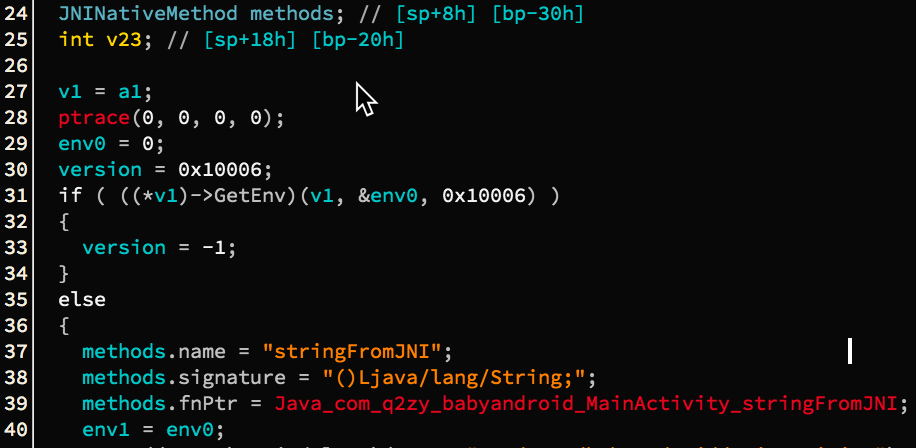 24 JNINativeMethod methods; // [sp+8h] [bp-30h]
25 int v23; // [sp+18h] [bp-20h]
26
27 v1 = a1;
28 ptrace(0, 0, 0, 0);
29 env0 = 0;
30 version = 0x10006;
31 if ( ((*v1)->GetEnv)(v1, &env0, 0x10006) )
32 {
33 version = -1;
34 }
35 else
36 {
37 methods.name = "stringFromJNI";
38 methods.signature = "()Ljava/lang/String;";
39 methods.fnPtr = Java_com_q2zy_babyandroid_MainActivity_stringFromJNI;
40 env1 = env0;